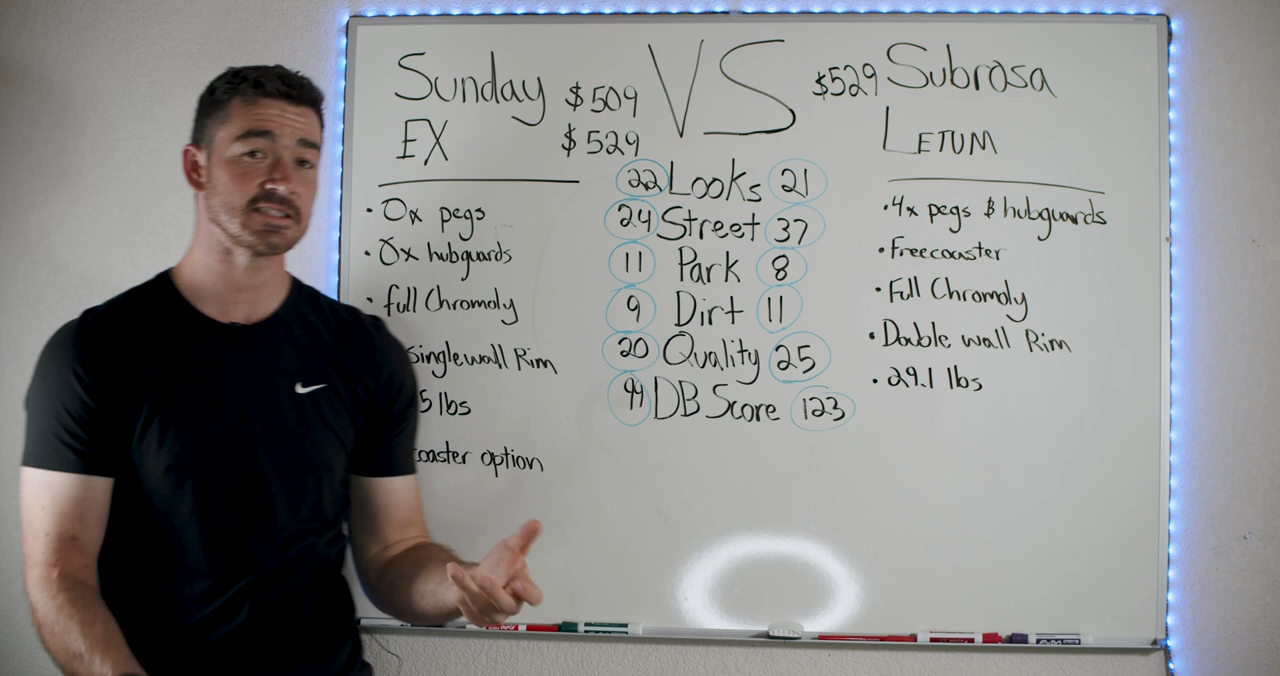 Sunday $509 VS $529 Subrosa
EX $529 LETUM
22 Looks 21
24 Street 37
11 Park 8
9 Dirt 11
20 Quality 25
94 DB Score 123
• 0x pegs
• 0x hubguards
• full Chromoly
singlewall Rim
5 lbs
coaster option
• 4x pegs & hubguards
• Freecoaster
• Full Chromoly
• Double wall Rim
• 29.1 lbs